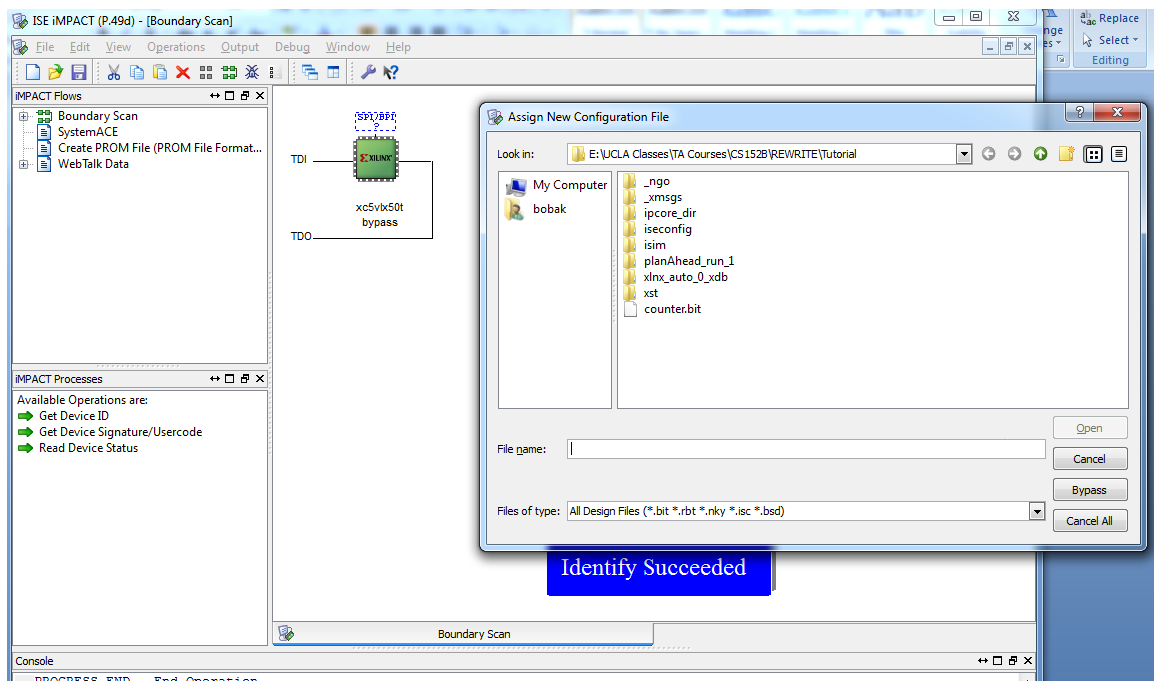 ISE iMPACT (P.49d) - [Boundary Scan]
Replace
Select
Editing
File Edit View Operations Output Debug Window Help
iMPACT Flows
Boundary Scan
SystemACE
Create PROM File (PROM File Format...
WebTalk Data
iMPACT Processes
Available Operations are:
Get Device ID
Get Device Signature/Usercode
Read Device Status
SPI/BPI
?
TDI
XILINX
xc5vlx50t
bypass
TDO
Assign New Configuration File
Look in:
E:\UCLA Classes\TA Courses\CS152B\REWRITE\Tutorial
My Computer
bobak
_ngo
_xmsgs
ipcore_dir
iseconfig
isim
planAhead_run_1
xlnx_auto_0_xdb
xst
counter.bit
File name:
Open
Cancel
Bypass
Files of type:
All Design Files (*.bit *.rbt *.nky *.isc *.bsd)
Cancel All
Identify Succeeded
Boundary Scan
Console
PROGRESS_END - End Operation.